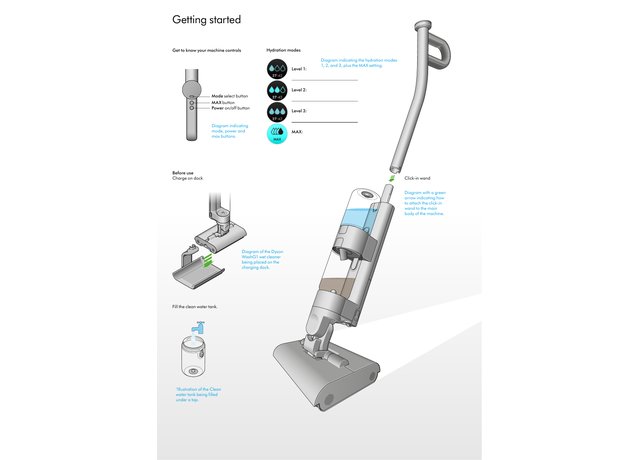 Getting started
Get to know your machine controls
Mode select button
MAX button
Power on/off button
Diagram indicating
mode, power and
max buttons
Hydration modes
Level 1:
Level 2:
Level 3:
MAX
MAX:
Diagram indicating the hydration modes
1, 2, and 3, plus the MAX setting.
Click-in wand
Diagram with a green
arrow indicating how
to attach the click-in
wand to the main
body of the machine.
Before use
Charge on dock.
Diagram of the Dyson
WashG1 wet cleaner
being placed on the
charging dock.
Fill the clean water tank.
Illustration of the Clean
water tank being filled
under a tap.